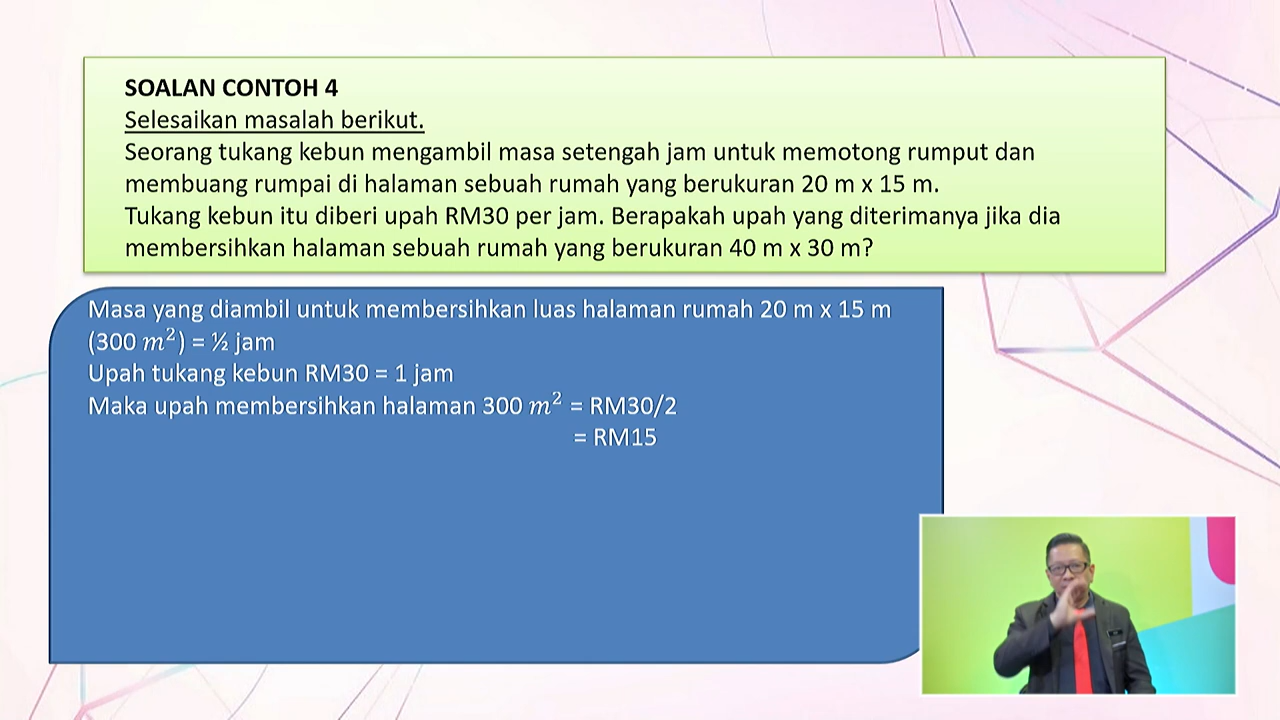 SOALAN CONTOH 4
Selesaikan masalah berikut.
Seorang tukang kebun mengambil masa setengah jam untuk memotong rumput dan
membuang rumpai di halaman sebuah rumah yang berukuran 20 m x 15 m.
Tukang kebun itu diberi upah RM30 per jam. Berapakah upah yang diterimanya jika dia
membersihkan halaman sebuah rumah yang berukuran 40 m x 30 m?
Masa yang diambil untuk membersihkan luas halaman rumah 20 m x 15 m
(300 m²) = ½ jam
Upah tukang kebun RM30 = 1 jam
Maka upah membersihkan halaman 300 m² = RM30/2
= RM15